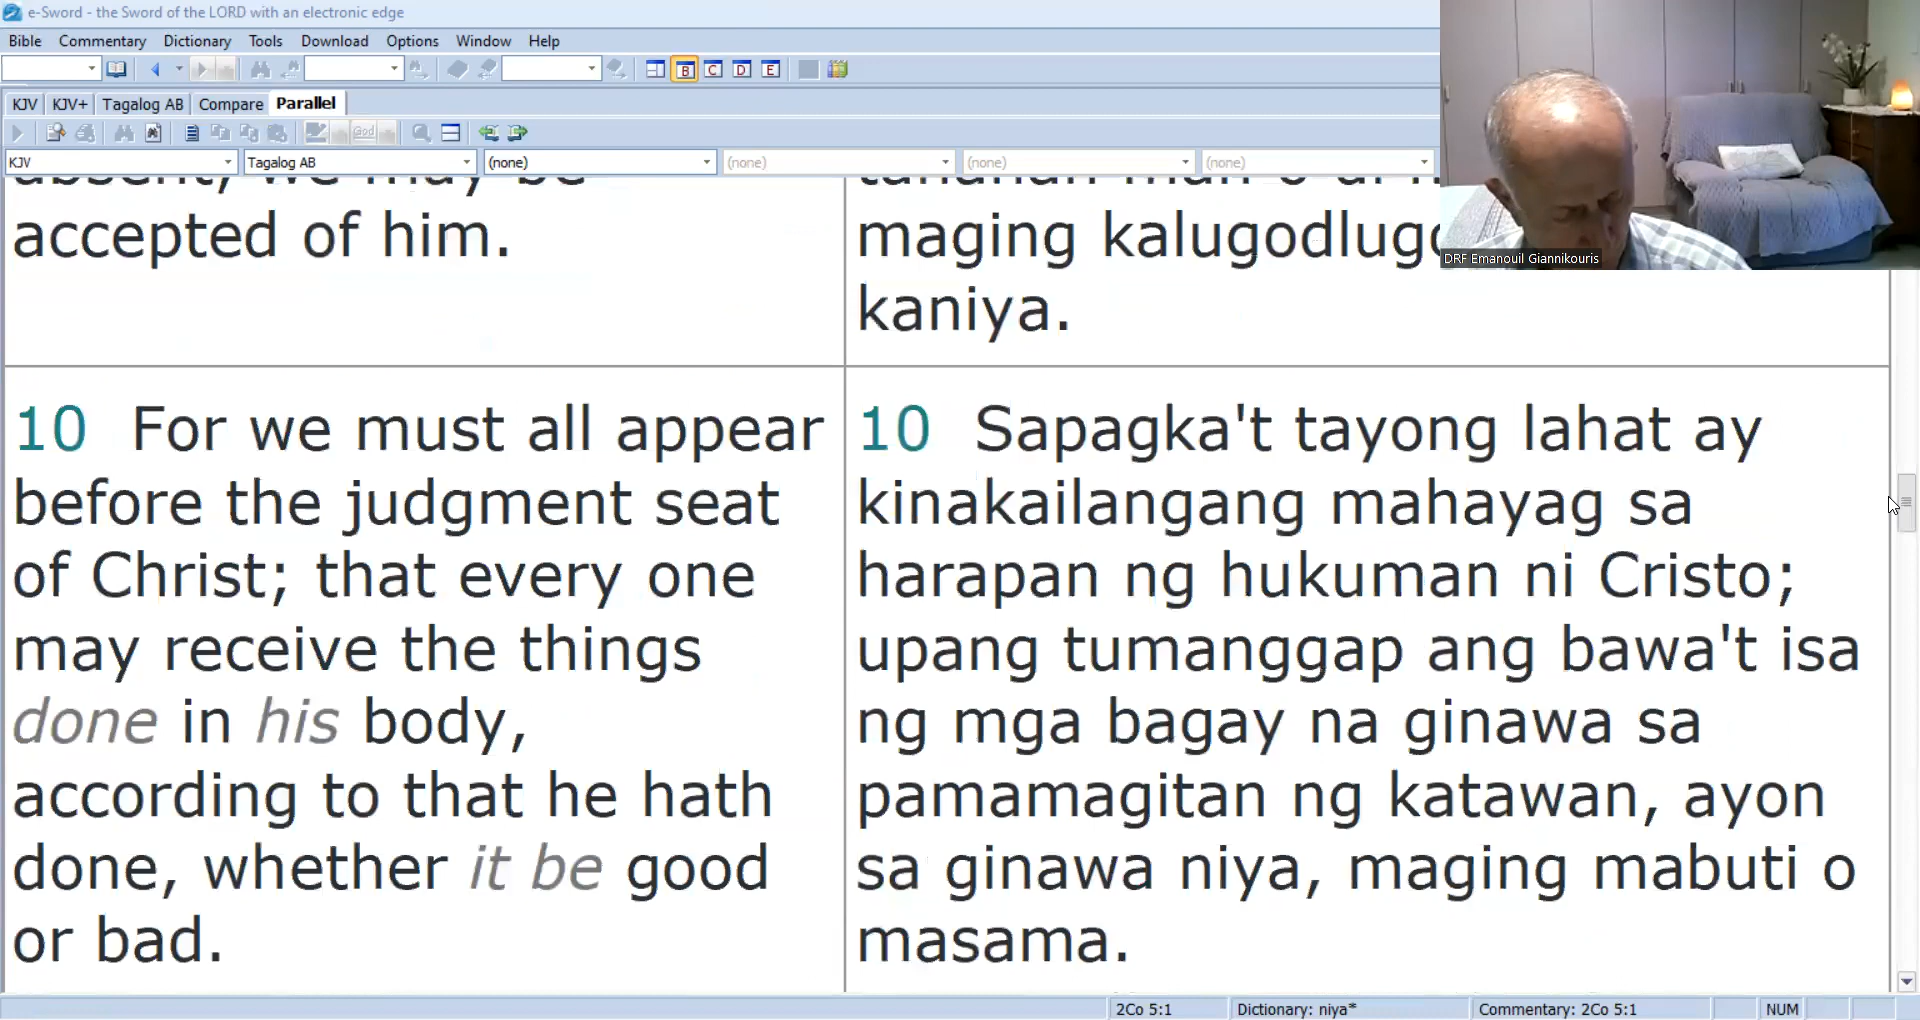 e-Sword - the Sword of the LORD with an electronic edge
Bible Commentary Dictionary Tools Download Options Window Help
B C D E
KJV KJV+ Tagalog AB Compare Parallel
God
KJV Tagalog AB (none) (none) (none) (none)
absent, we may be
accepted of him.
maging kalugodlugo
kaniya.
DRF Emanouil Giannikouris
10 For we must all appear
before the judgment seat
of Christ; that every one
may receive the things
done in his body,
according to that he hath
done, whether it be good
or bad.
10 Sapagka't tayong lahat ay
kinakailangang mahayag sa
harapan ng hukuman ni Cristo;
upang tumanggap ang bawa't isa
ng mga bagay na ginawa sa
pamamagitan ng katawan, ayon
sa ginawa niya, maging mabuti o
masama.
2Co 5:1 Dictionary: niya* Commentary: 2Co 5:1 NUM